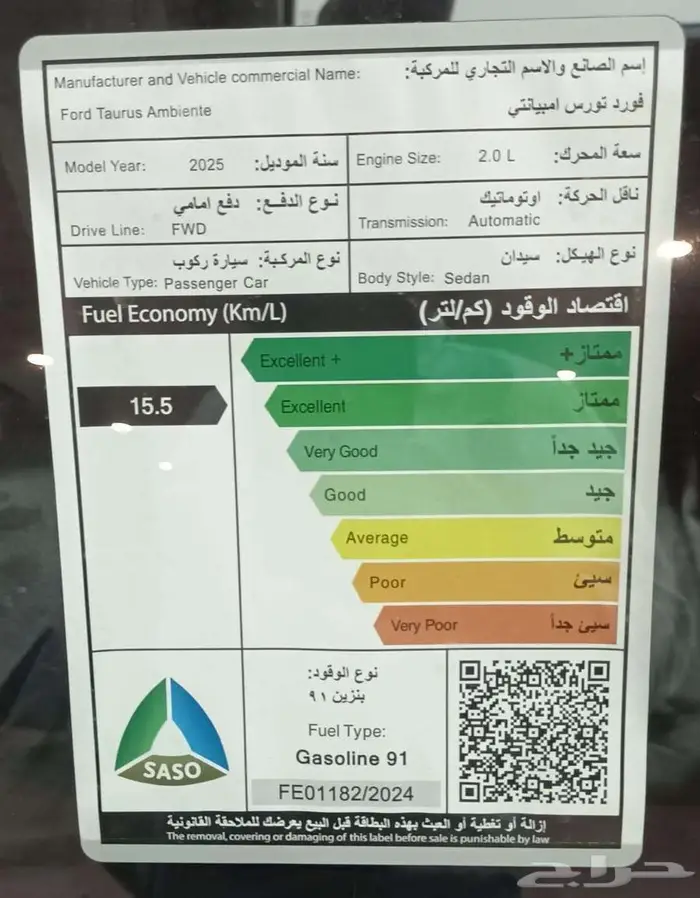 Manufacturer and Vehicle commercial Name: إسم الصانع والاسم التجاري للمركبة:
Ford Taurus Ambiente فورد تورس امبيانتي
Model Year: 2025 سنة الموديل: Engine Size: 2.0 L سعة المحرك:
نوع الدفع: دفع امامي
Drive Line: FWD
ناقل الحركة: اوتوماتيك
Transmission: Automatic
نوع المركبة: سيارة ركوب
Vehicle Type: Passenger Car
نوع الهيكل: سيدان
Body Style: Sedan
Fuel Economy (Km/L) اقتصاد الوقود (كم/لتر)
Excellent + ممتاز+
15.5 Excellent ممتاز
Very Good جيد جداً
Good جيد
Average متوسط
Poor سيئ
Very Poor سيئ جداً
SASO
نوع الوقود:
بنزين ٩١
Fuel Type:
Gasoline 91
FE01182/2024
إزالة أو تغطية أو العبث بهذه البطاقة قبل البيع يعرضك للملاحقة القانونية
The removal, covering or damaging of this label before sale is punishable by law
حراج